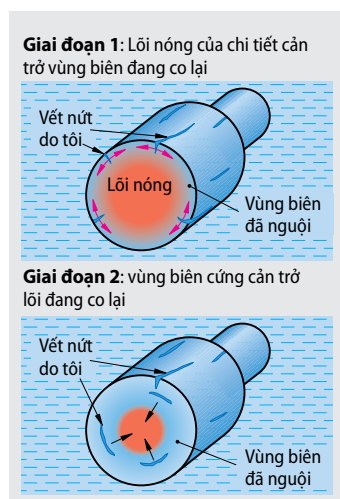 Giai đoạn 1: Lõi nóng của chi tiết cản
trở vùng biên đang co lại
Vết nứt
do tôi
Lõi nóng
Vùng biên
đã nguội
Giai đoạn 2: vùng biên cứng cản trở
lõi đang co lại
Vết nứt
do tôi
Vùng biên
đã nguội